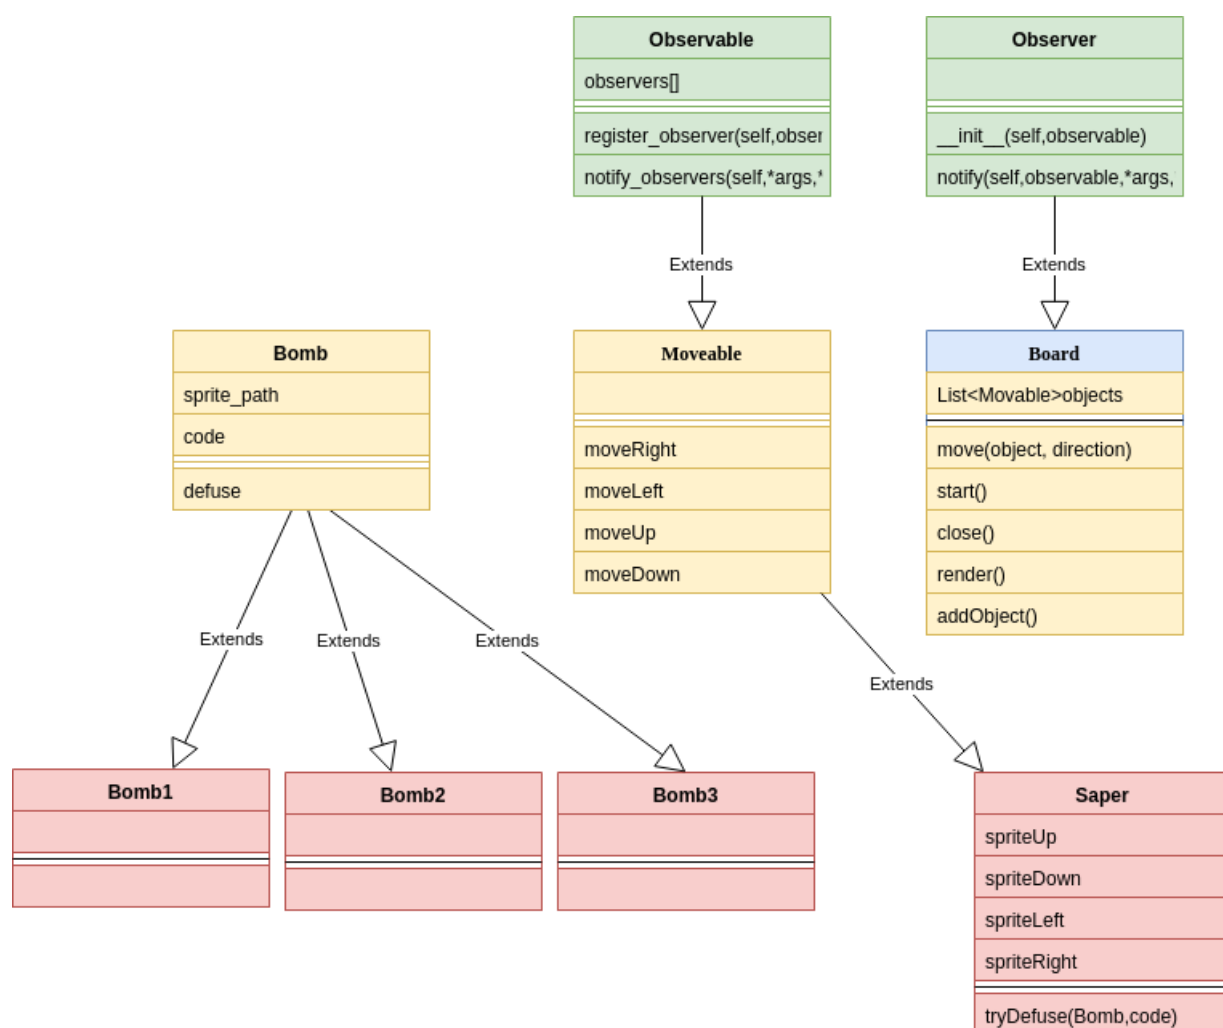 Observable
observers[]
register_observer(self,obser
notify_observers(self,*args,*
Observer
__init__(self,observable)
notify(self,observable,*args,
Extends
Extends
Bomb
sprite_path
code
defuse
Moveable
moveRight
moveLeft
moveUp
moveDown
Board
List<Movable>objects
move(object, direction)
start()
close()
render()
addObject()
Extends
Extends
Extends
Extends
Bomb1
Bomb2
Bomb3
Saper
spriteUp
spriteDown
spriteLeft
spriteRight
tryDefuse(Bomb,code)